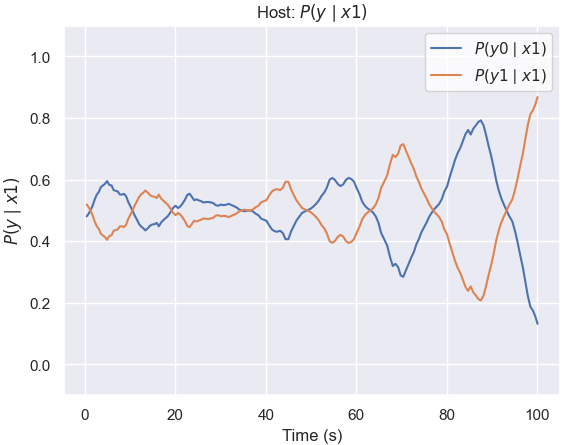 Host: P(y | x1)
P(y0 | x1)
P(y1 | x1)
P(y | x1)
1.0
0.8
0.6
0.4
0.2
0.0
0 20 40 60 80 100
Time (s)